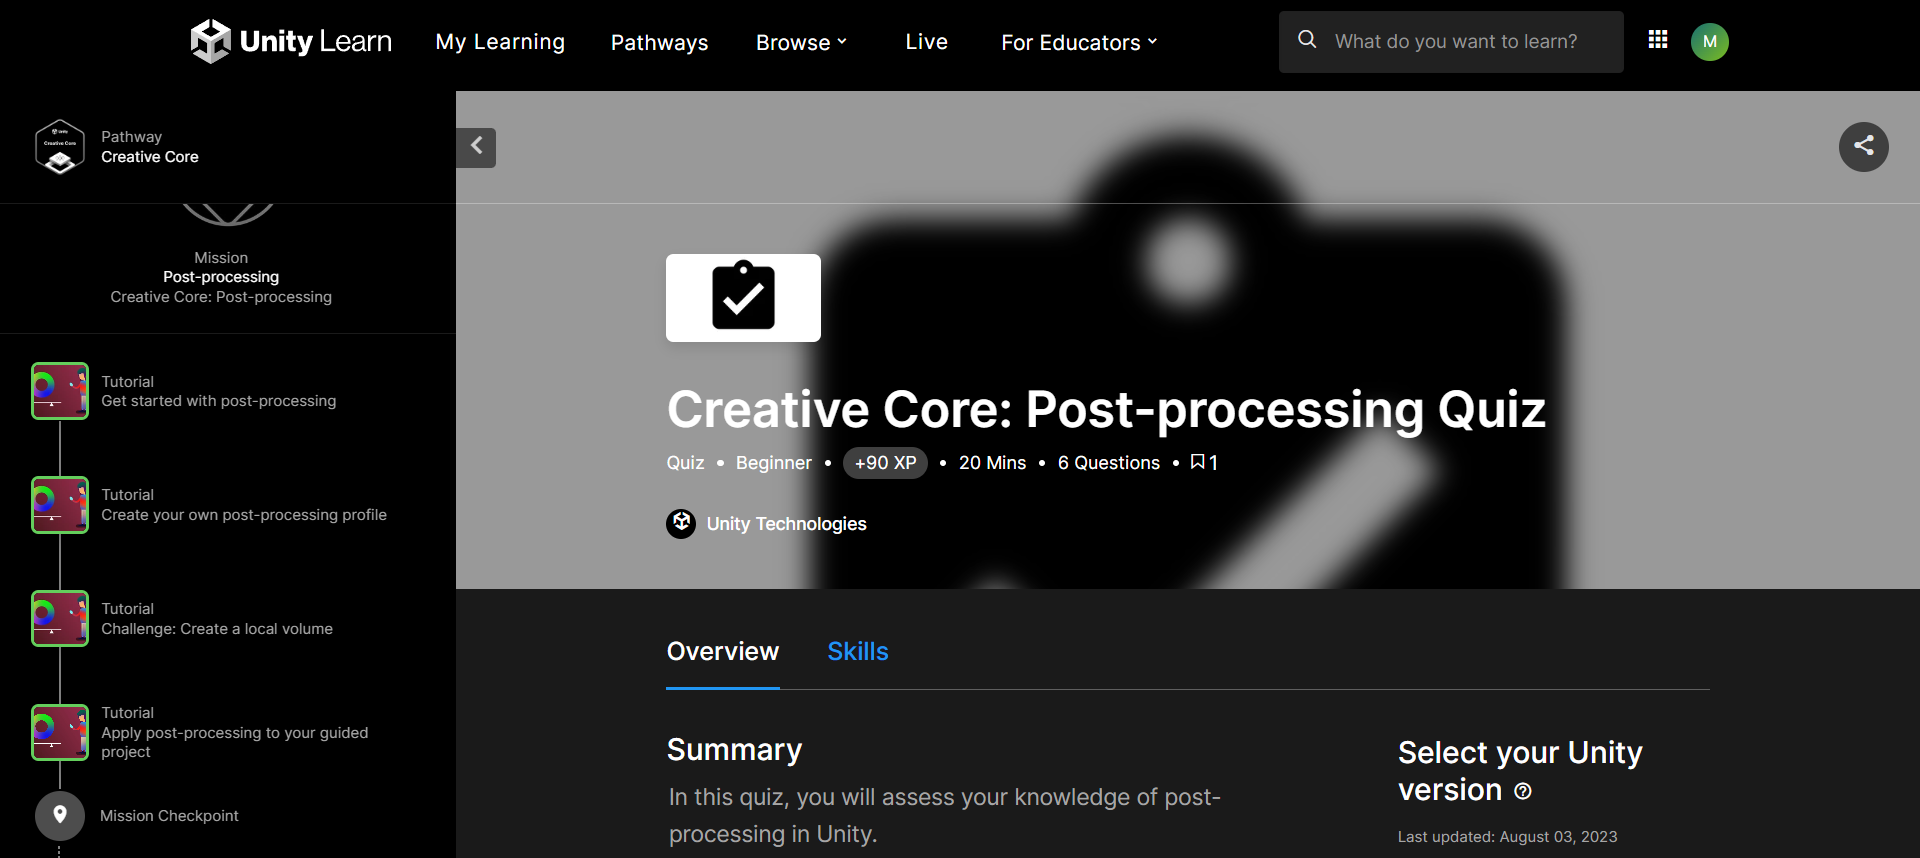 Unity Learn
My Learning
Pathways
Browse
Live
For Educators
What do you want to learn?
M
Pathway
Creative Core
Unity
Creative Core
Mission
Post-processing
Creative Core: Post-processing
Tutorial
Get started with post-processing
Tutorial
Create your own post-processing profile
Tutorial
Challenge: Create a local volume
Tutorial
Apply post-processing to your guided
project
Mission Checkpoint
Creative Core: Post-processing Quiz
Quiz • Beginner • +90 XP • 20 Mins • 6 Questions • 1
Unity Technologies
Overview
Skills
Summary
In this quiz, you will assess your knowledge of post-
processing in Unity.
Select your Unity
version
Last updated: August 03, 2023